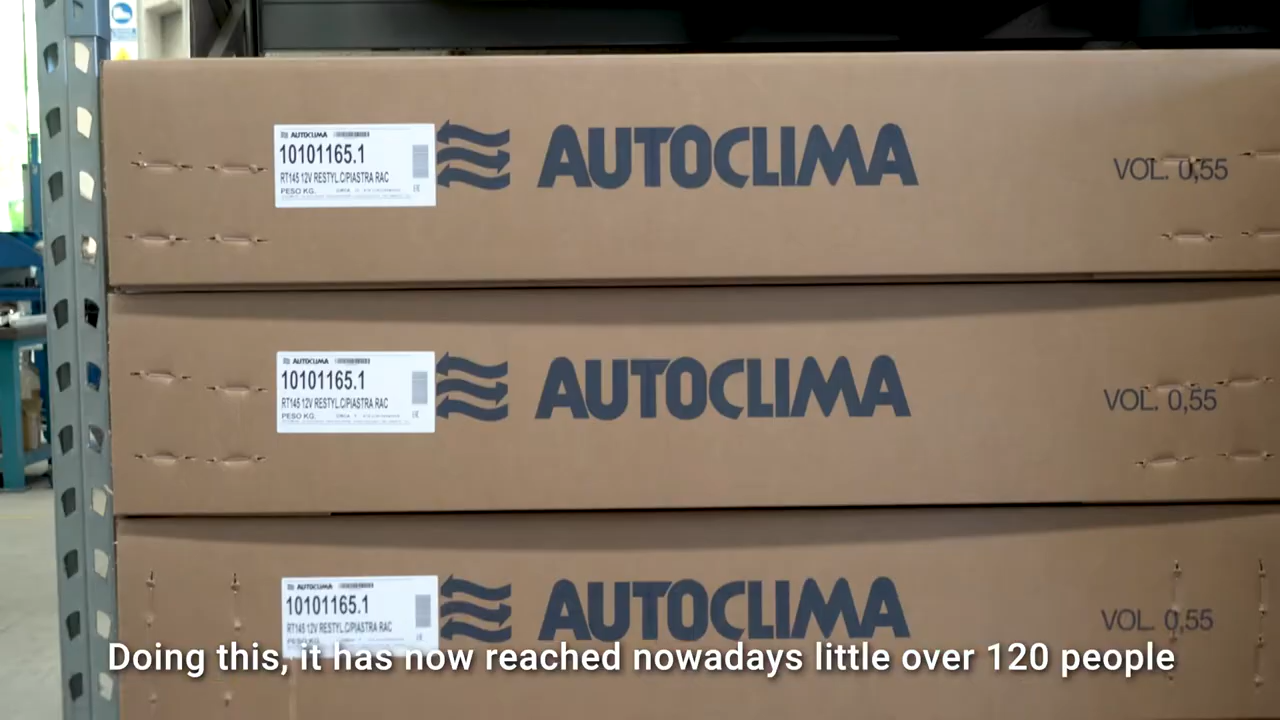 AUTOCLIMA
10101165.1
RT145 12V RESTYL.C/PIASTRA RAC
PESO KG.
AUTOCLIMA
VOL. 0,55
AUTOCLIMA
10101165.1
RT145 12V RESTYL.C/PIASTRA RAC
PESO KG.
AUTOCLIMA
VOL. 0,55
AUTOCLIMA
10101165.1
RT145 12V RESTYL.C/PIASTRA RAC
PESO KG.
AUTOCLIMA
VOL. 0,55
Doing this, it has now reached nowadays little over 120 people